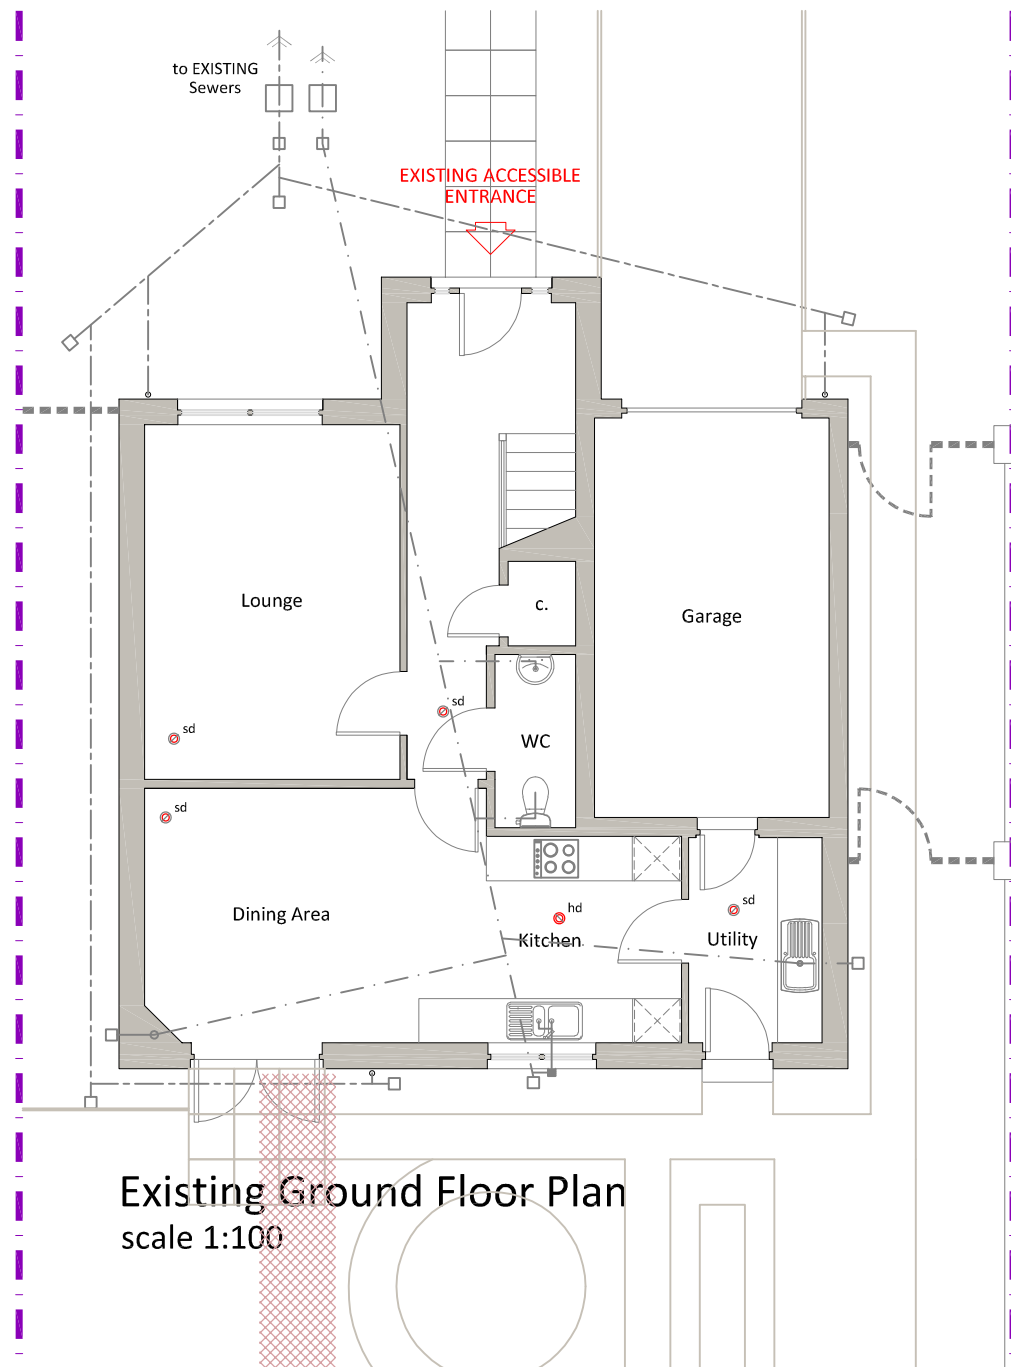 to EXISTING
Sewers
EXISTING ACCESSIBLE
ENTRANCE
Lounge
c.
Garage
sd
sd
WC
sd
Dining Area
hd
Kitchen
sd
Utility
Existing Ground Floor Plan
scale 1:100